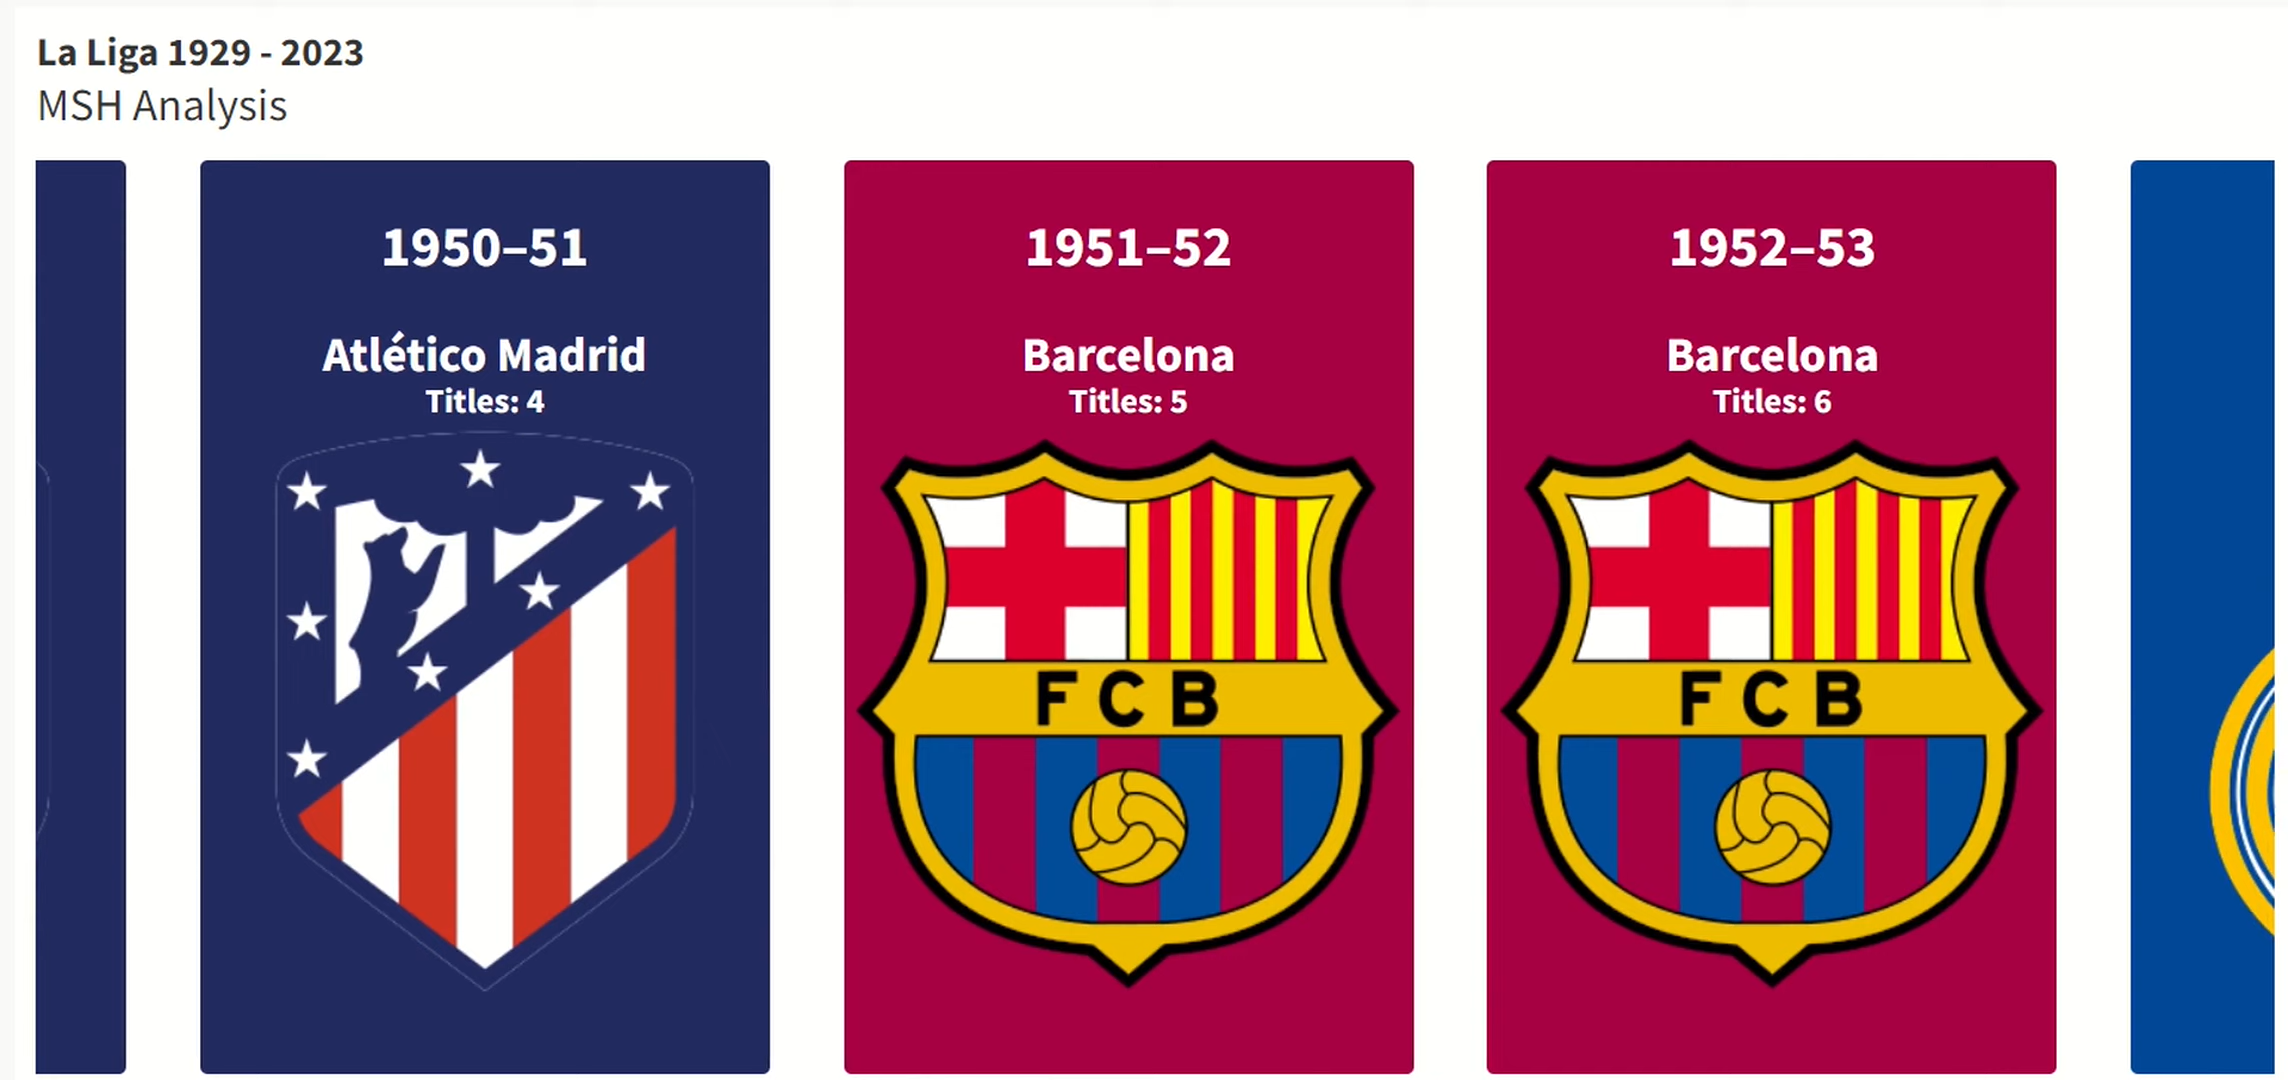 La Liga 1929 - 2023
MSH Analysis
1950–51
Atlético Madrid
Titles: 4
1951–52
Barcelona
Titles: 5
FCB
1952–53
Barcelona
Titles: 6
FCB